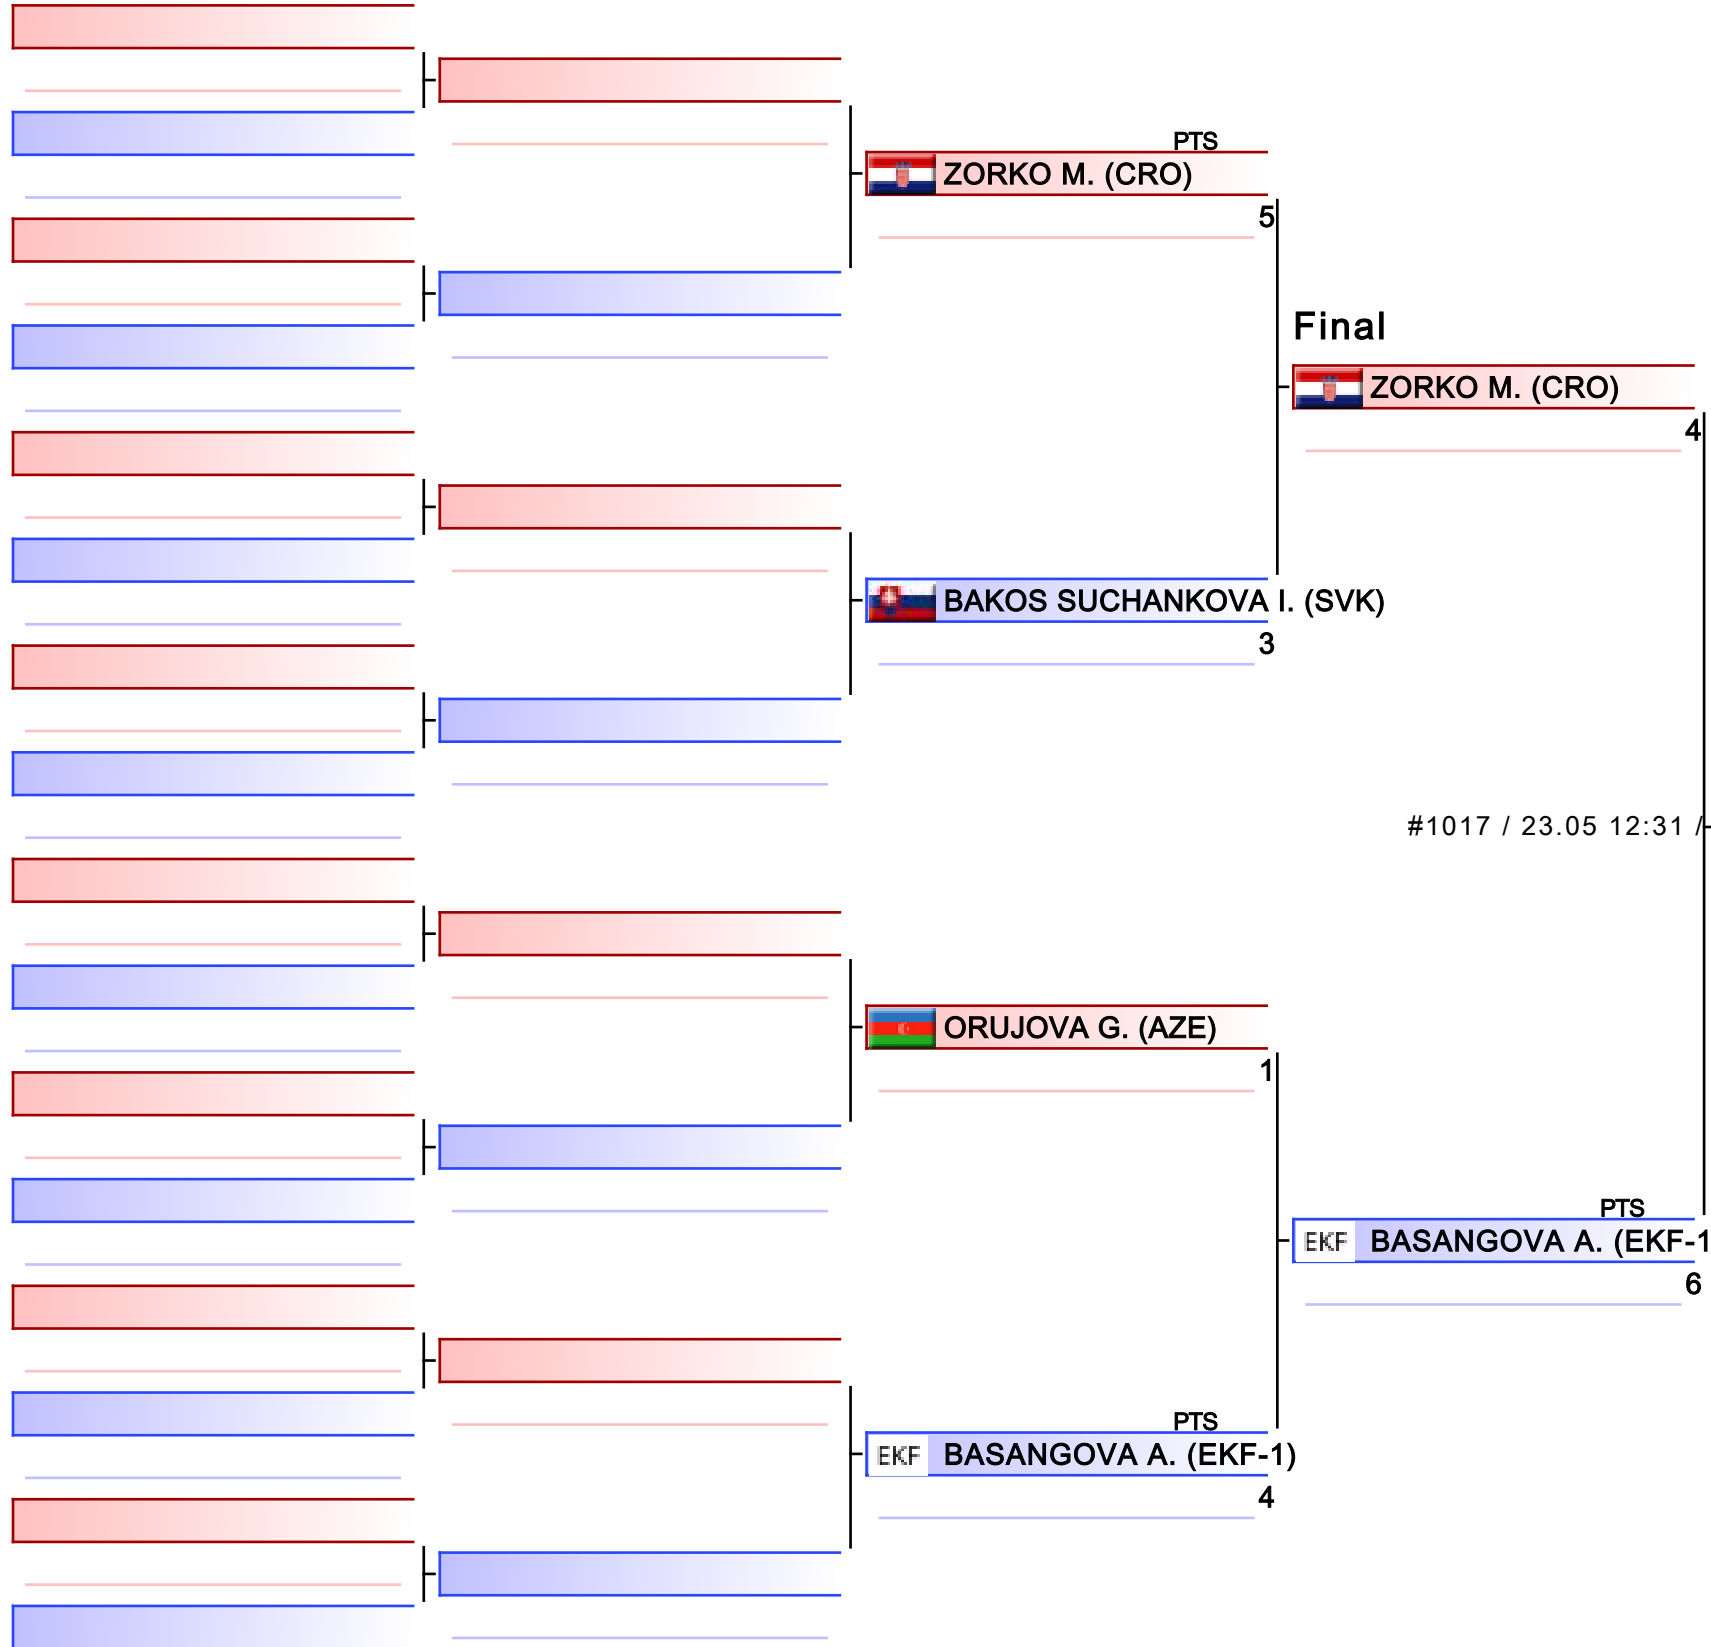 PTS
ZORKO M. (CRO)
5
Final
ZORKO M. (CRO)
4
BAKOS SUCHANKOVA I. (SVK)
3
#1017 / 23.05 12:31 /
ORUJOVA G. (AZE)
1
PTS
EKF BASANGOVA A. (EKF-1
6
PTS
EKF BASANGOVA A. (EKF-1)
4